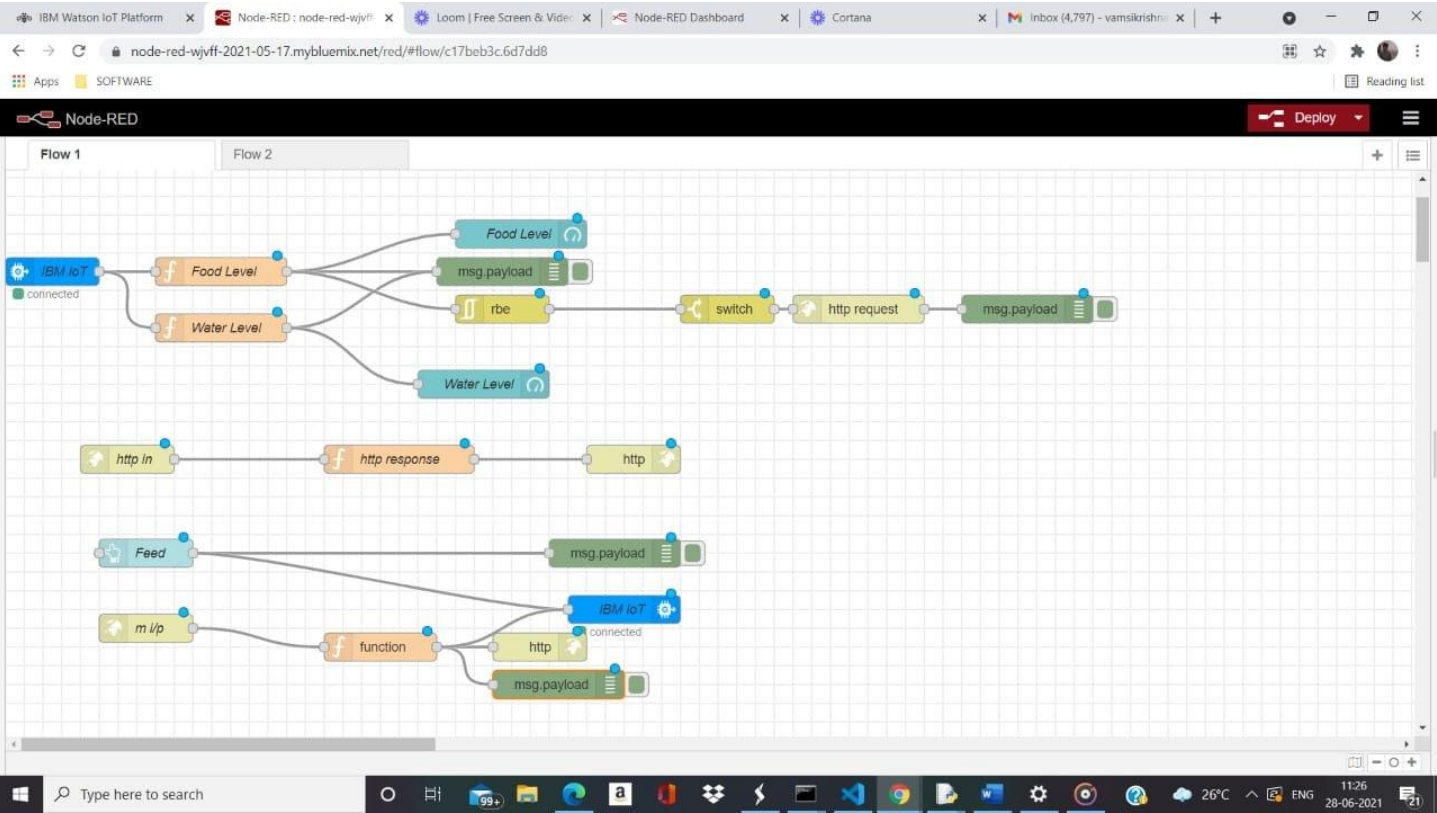 IBM Watson IoT Platform
Node-RED : node-red-wjvff
Loom | Free Screen & Video
Node-RED Dashboard
Cortana
Inbox (4,797) - vamsikrishna
node-red-wjvff-2021-05-17.mybluemix.net/red/#flow/c17beb3c.6d7dd8
Apps SOFTWARE Reading list
Node-RED Deploy
Flow 1 Flow 2
Food Level
IBM IoT Food Level msg.payload
connected
rbe switch http request msg.payload
Water Level
Water Level
http in http response http
Feed msg.payload
IBM IoT
connected
m i/p
function http
msg.payload
Type here to search 99+ a 26°C ENG 11:26
28-06-2021 21